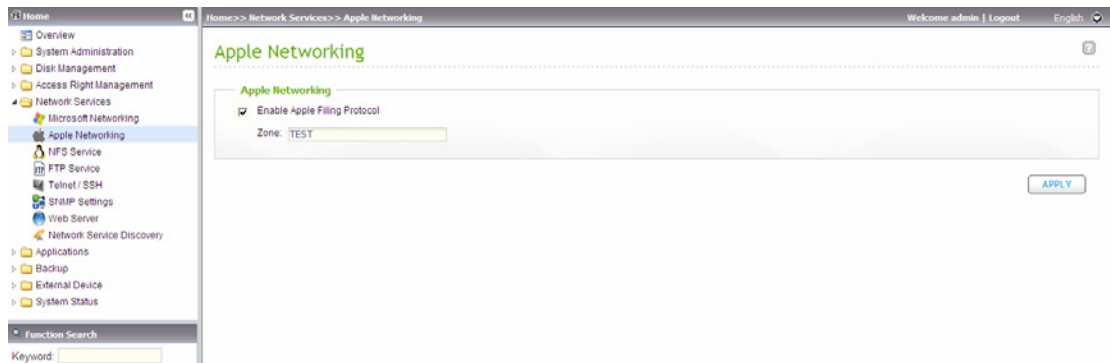 Home
Home>> Network Services>> Apple Networking
Welcome admin | Logout
English
Overview
System Administration
Disk Management
Access Right Management
Network Services
Microsoft Networking
Apple Networking
NFS Service
FTP Service
Telnet / SSH
SNMP Settings
Web Server
Network Service Discovery
Applications
Backup
External Device
System Status
Function Search
Keyword:
Apple Networking
Apple Networking
Enable Apple Filing Protocol
Zone: TEST
APPLY